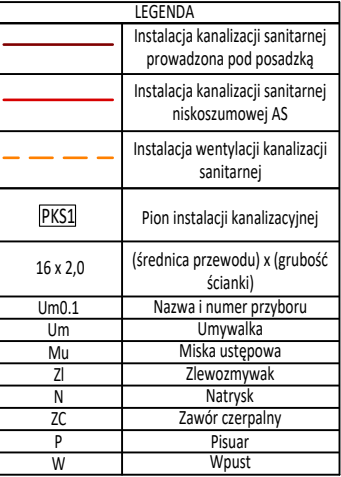 LEGENDA
Instalacja kanalizacji sanitarnej
prowadzona pod posadzką
Instalacja kanalizacji sanitarnej
niskoszumowej AS
Instalacja wentylacji kanalizacji
sanitarnej
PKS1 Pion instalacji kanalizacyjnej
16 x 2,0 (średnica przewodu) x (grubość
ścianki)
Um0.1 Nazwa i numer przyboru
Um Umywalka
Mu Miska ustępowa
Zl Zlewozmywak
N Natrysk
ZC Zawór czerpalny
P Pisuar
W Wpust